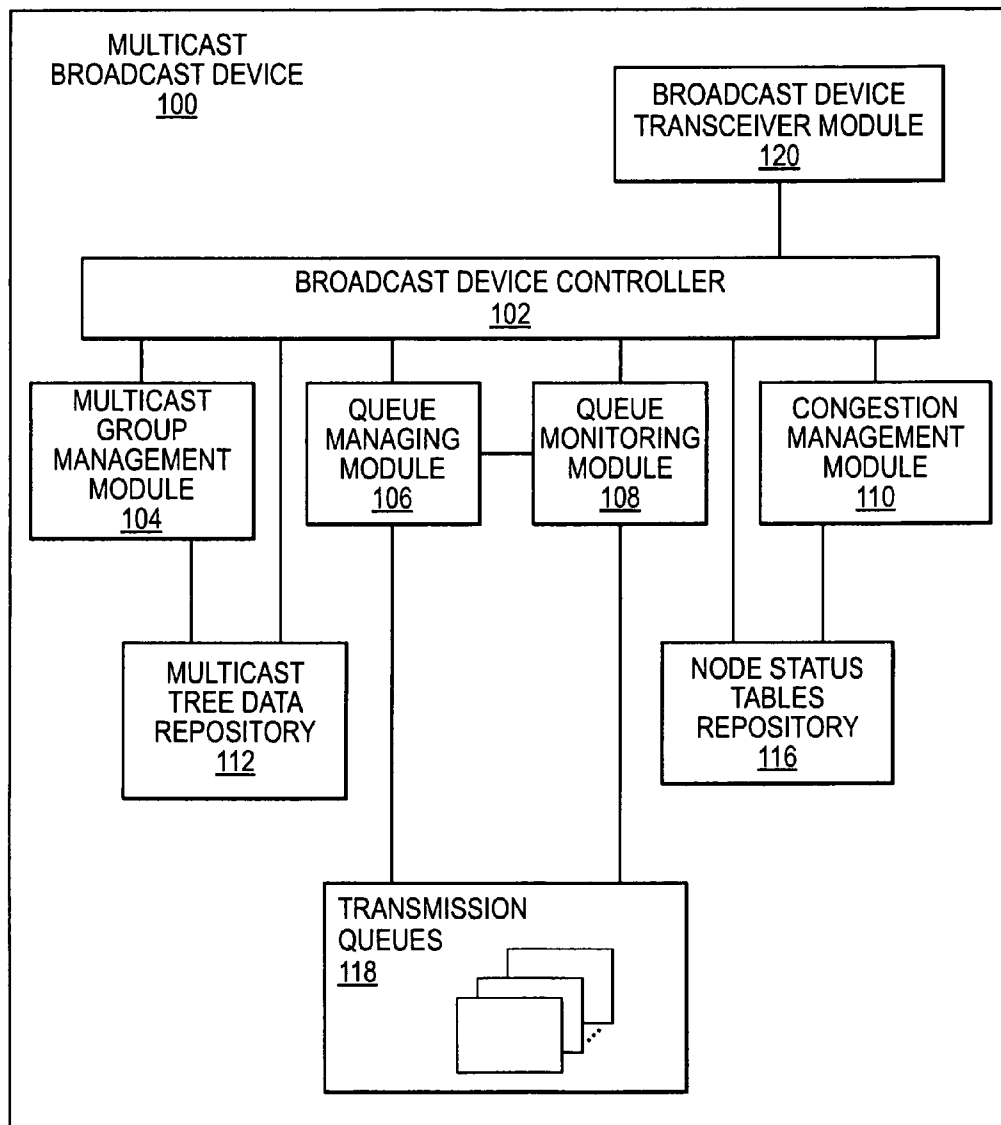 MULTICAST
BROADCAST DEVICE
100
BROADCAST DEVICE
TRANSCEIVER MODULE
120
BROADCAST DEVICE CONTROLLER
102
MULTICAST
GROUP
MANAGEMENT
MODULE
104
QUEUE
MANAGING
MODULE
106
QUEUE
MONITORING
MODULE
108
CONGESTION
MANAGEMENT
MODULE
110
MULTICAST
TREE DATA
REPOSITORY
112
NODE STATUS
TABLES
REPOSITORY
116
TRANSMISSION
QUEUES
118